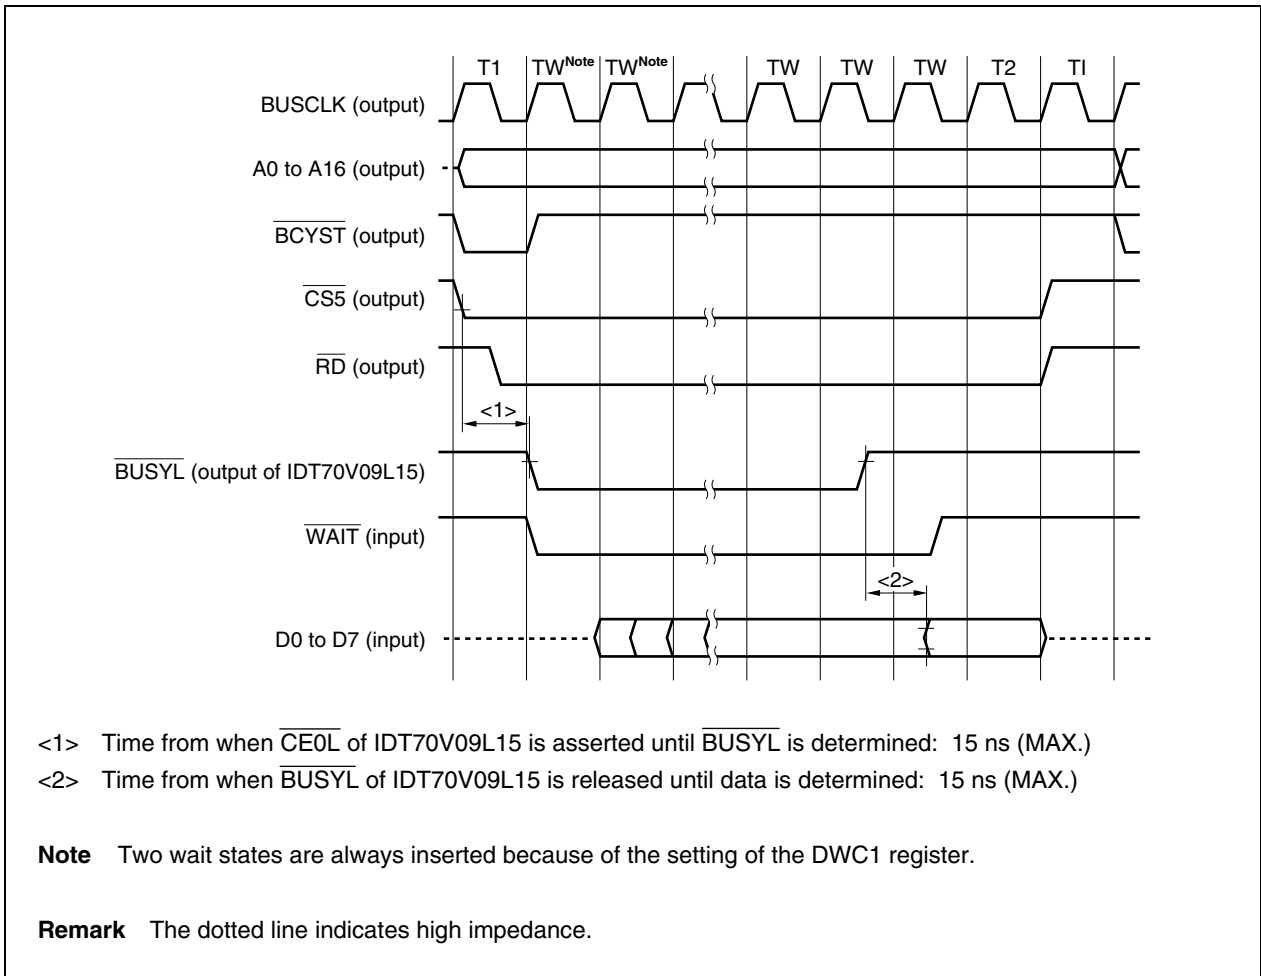 T1 TWNote TWNote TW TW TW T2 TI
BUSCLK (output)
A0 to A16 (output)
BCYST (output)
CS5 (output)
RD (output)
<1>
BUSYL (output of IDT70V09L15)
WAIT (input)
<2>
D0 to D7 (input)
<1> Time from when CE0L of IDT70V09L15 is asserted until BUSYL is determined: 15 ns (MAX.)
<2> Time from when BUSYL of IDT70V09L15 is released until data is determined: 15 ns (MAX.)
Note Two wait states are always inserted because of the setting of the DWC1 register.
Remark The dotted line indicates high impedance.